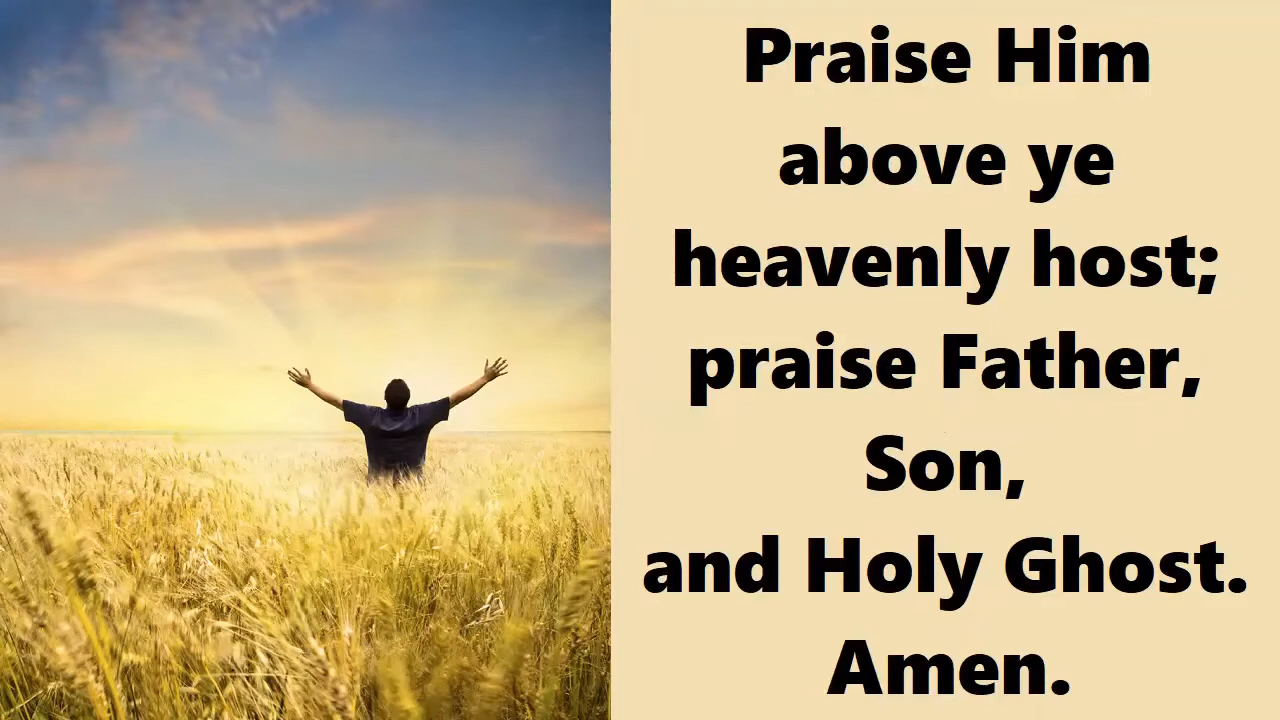 Praise Him
above ye
heavenly host;
praise Father,
Son,
and Holy Ghost.
Amen.